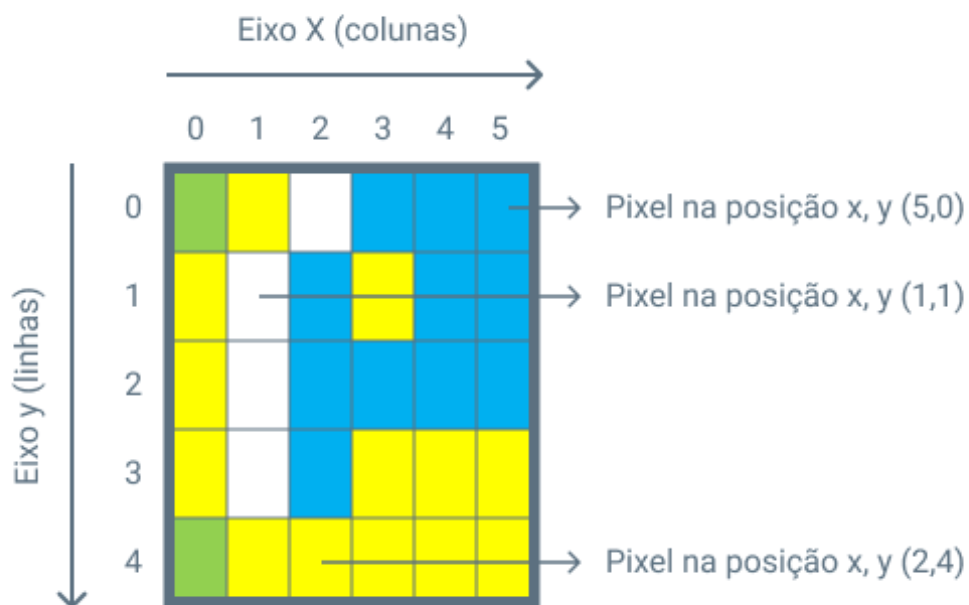 Eixo X (colunas)
0 1 2 3 4 5
Eixo y (linhas)
0 Pixel na posição x, y (5,0)
1 Pixel na posição x, y (1,1)
2
3
4 Pixel na posição x, y (2,4)